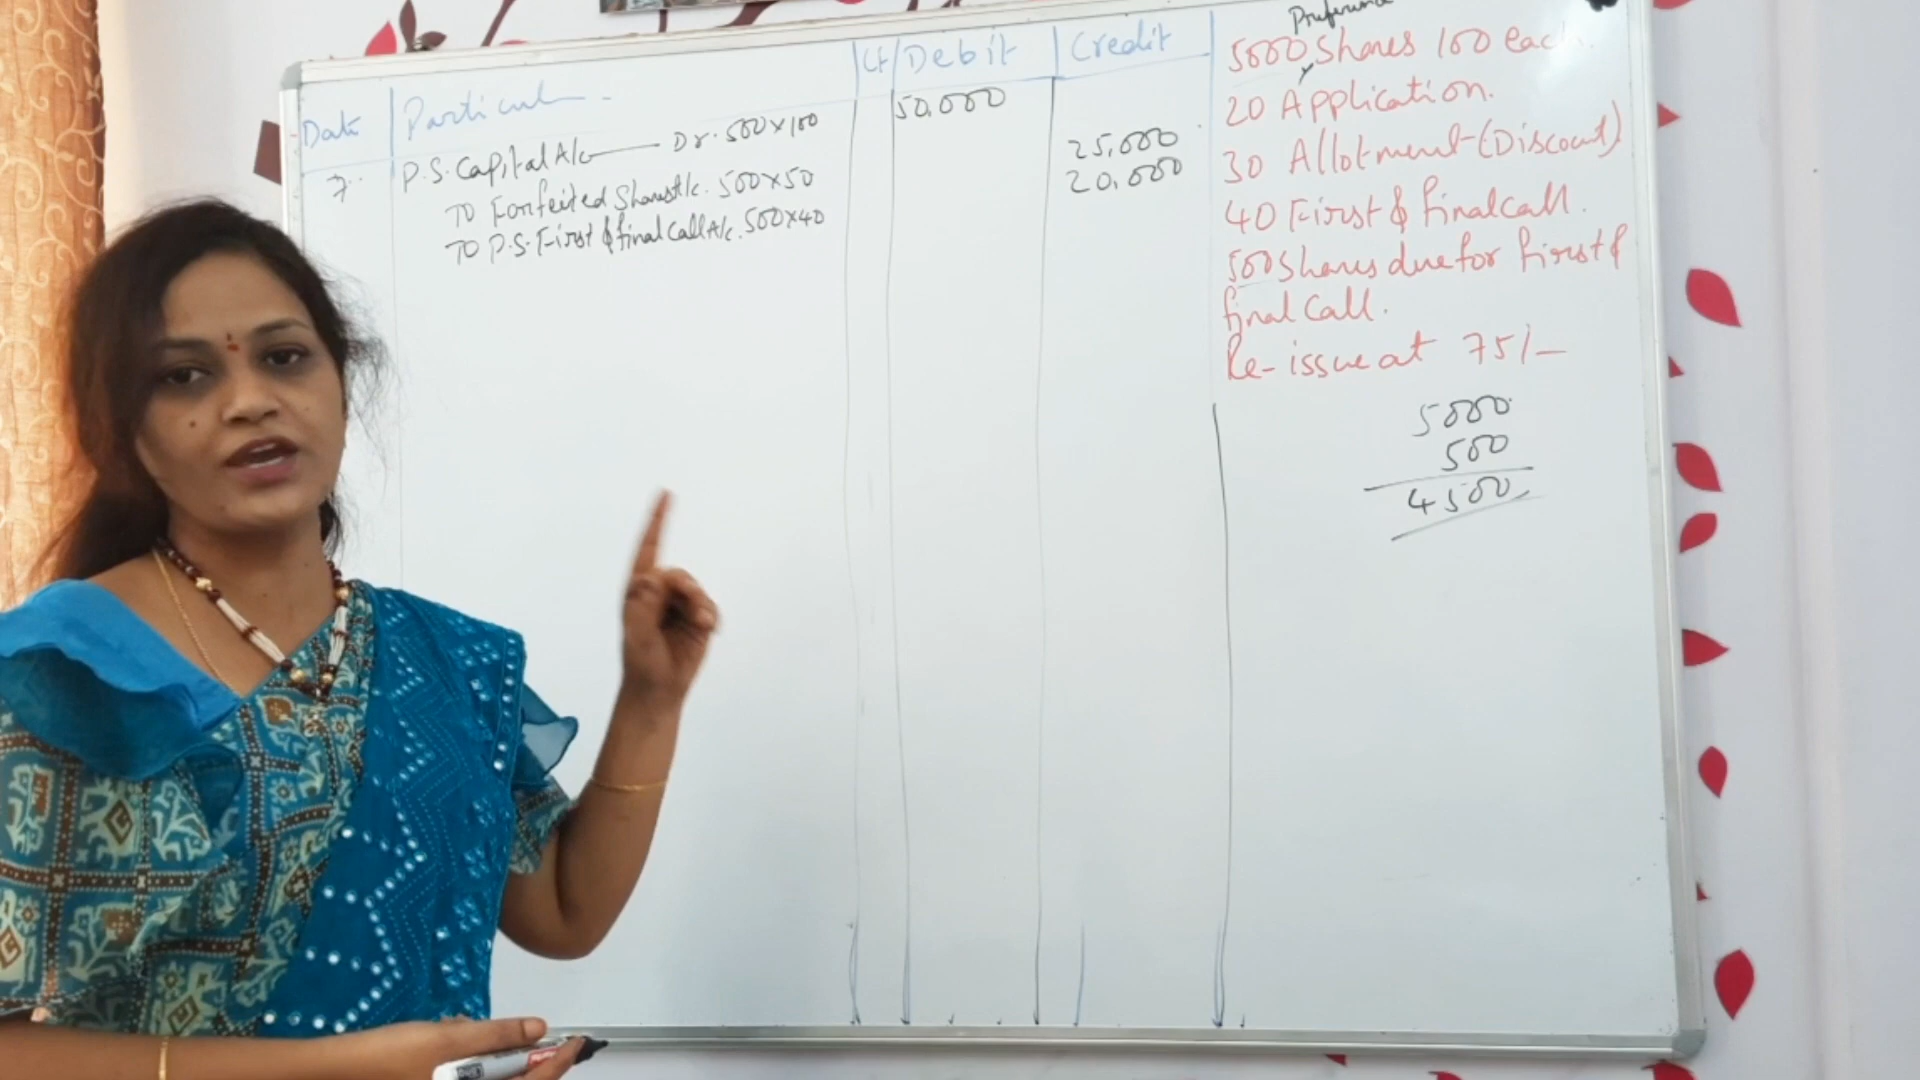 Date Particul L.F Debit Credit
7. P.S. Capital A/c Dr. 500×100 50,000
To Forfeited Shares A/c. 500×50 25,000
To P.S. First & final Call A/c. 500×40 20,000
Preference
5000 Shares 100 each.
20 Application.
30 Allotment-(Discount)
40 First & final call.
500 Shares due for first &
final call.
Re-issue at 75/-
5000
500
4500